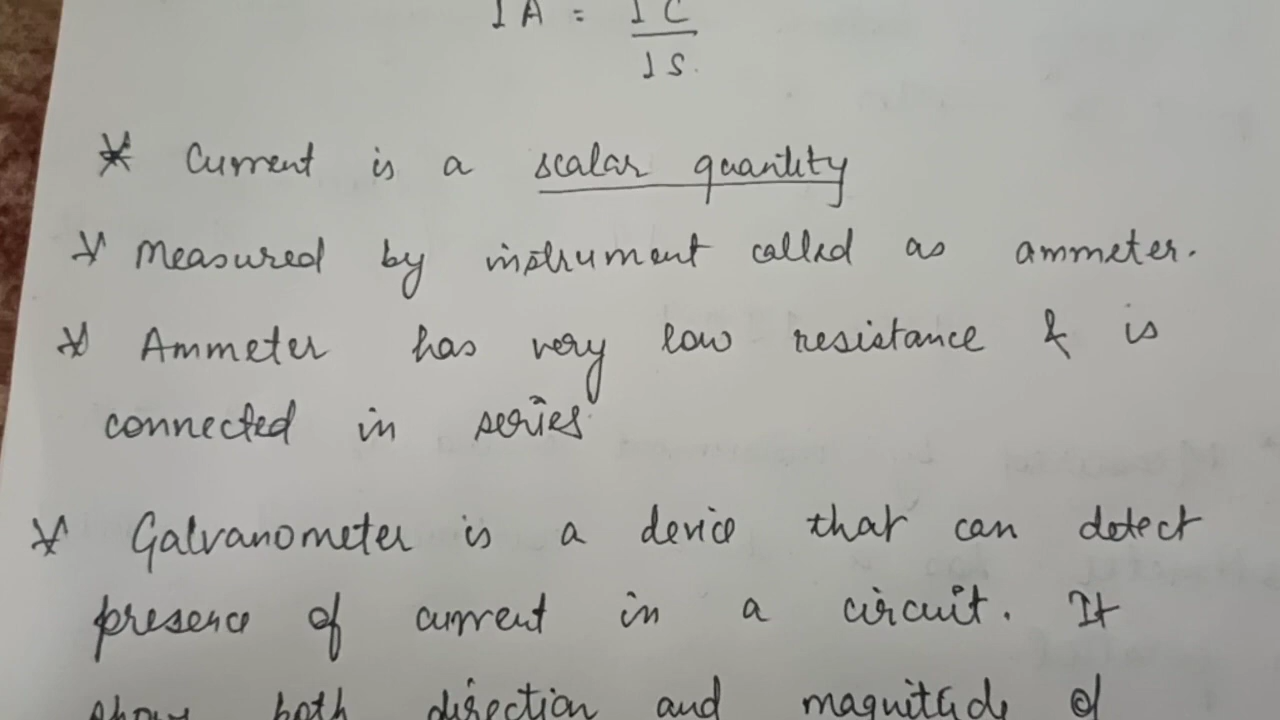 1 A = 1 C
1 S.
* Current is a scalar quantity
* Measured by instrument called as ammeter.
* Ammeter has very low resistance & is
connected in series
* Galvanometer is a device that can detect
presence of current in a circuit. It
shows both direction and magnitude of